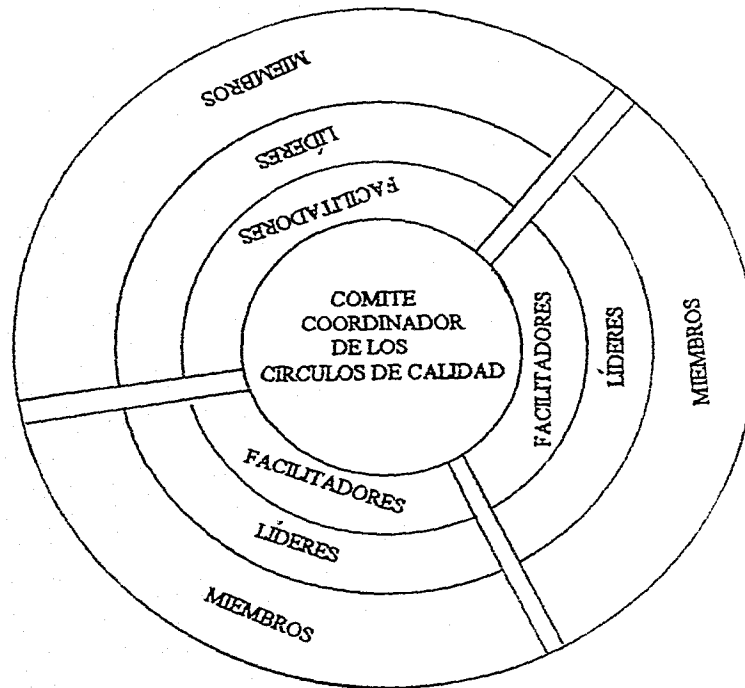 MIEMBROS
LÍDERES
FACILITADORES
COMITE
COORDINADOR
DE LOS
CIRCULOS DE CALIDAD
FACILITADORES
LÍDERES
MIEMBROS
FACILITADORES
LÍDERES
MIEMBROS